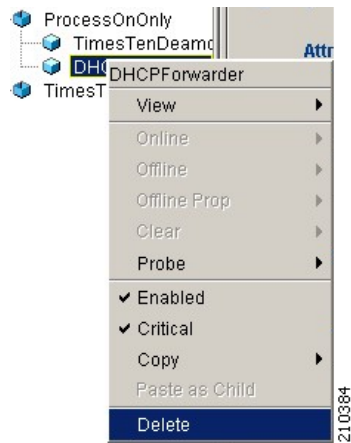 ProcessOnOnly
TimesTenDeamo
Attr
DHC
DHCPForwarder
TimesT
View
Online
Offline
Offline Prop
Clear
Probe
Enabled
Critical
Copy
Paste as Child
Delete
210384